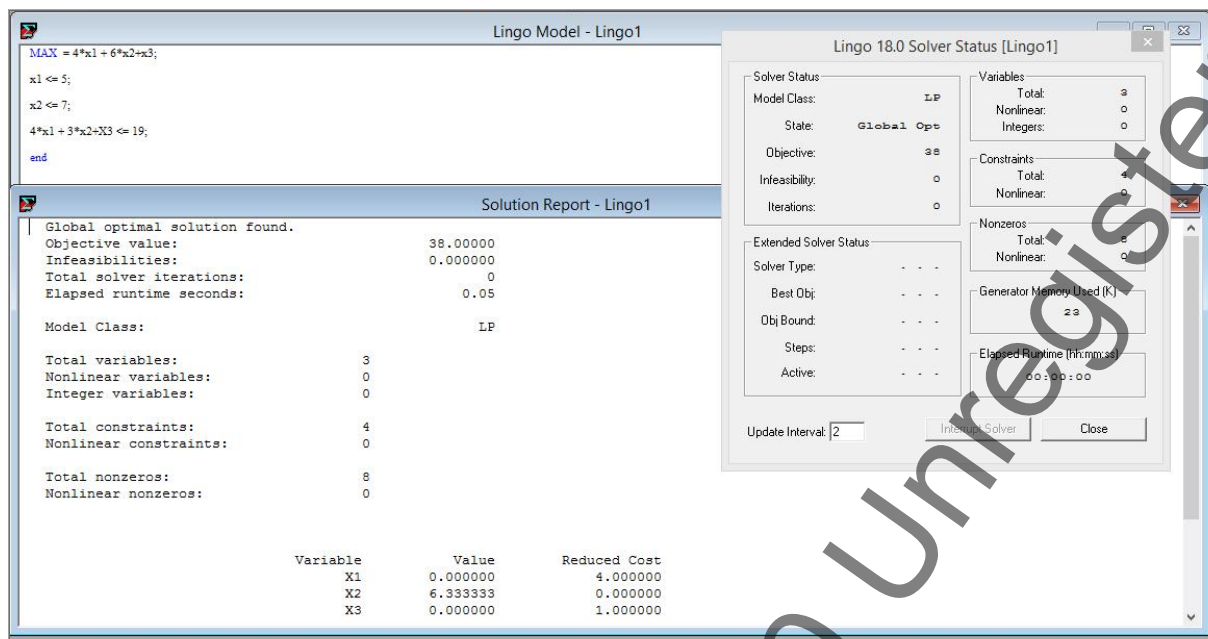 Lingo Model - Lingo1
MAX = 4*x1 + 6*x2+x3;
x1 <= 5;
x2 <= 7;
4*x1 + 3*x2+X3 <= 19;
end
Solution Report - Lingo1
Global optimal solution found.
Objective value: 38.00000
Infeasibilities: 0.000000
Total solver iterations: 0
Elapsed runtime seconds: 0.05
Model Class: LP
Total variables: 3
Nonlinear variables: 0
Integer variables: 0
Total constraints: 4
Nonlinear constraints: 0
Total nonzeros: 8
Nonlinear nonzeros: 0
Variable Value Reduced Cost
X1 0.000000 4.000000
X2 6.333333 0.000000
X3 0.000000 1.000000
Lingo 18.0 Solver Status [Lingo1]
Solver Status
Model Class: LP
State: Global Opt
Objective: 38
Infeasibility: 0
Iterations: 0
Extended Solver Status
Solver Type: . . .
Best Obj: . . .
Obj Bound: . . .
Steps: . . .
Active: . . .
Update Interval: 2
Variables
Total: 3
Nonlinear: 0
Integers: 0
Constraints
Total: 4
Nonlinear: 0
Nonzeros
Total: 8
Nonlinear: 0
Generator Memory Used (K)
23
Elapsed Runtime (hh:mm:ss)
00:00:00
Interrupt Solver
Close